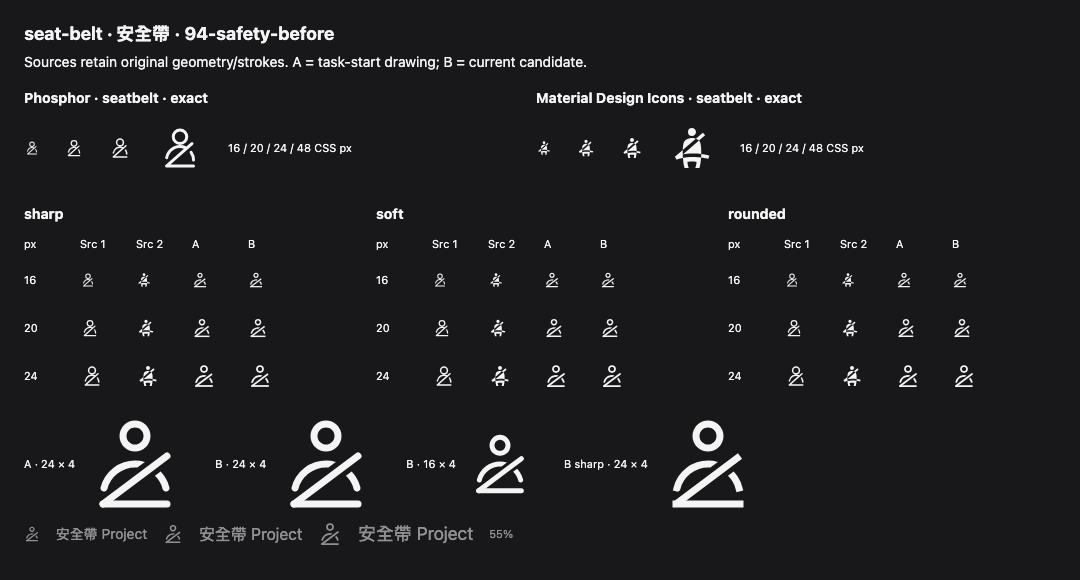 seat-belt · 安全帶 · 94-safety-before
Sources retain original geometry/strokes. A = task-start drawing; B = current candidate.
Phosphor · seatbelt · exact
Material Design Icons · seatbelt · exact
16 / 20 / 24 / 48 CSS px
16 / 20 / 24 / 48 CSS px
sharp
soft
rounded
px Src 1 Src 2 A B
px Src 1 Src 2 A B
px Src 1 Src 2 A B
16
16
16
20
20
20
24
24
24
A · 24 × 4
B · 24 × 4
B · 16 × 4
B sharp · 24 × 4
安全帶 Project
安全帶 Project
安全帶 Project
55%